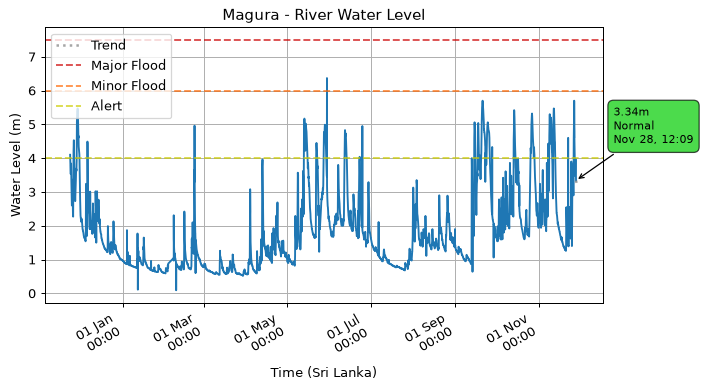 Magura - River Water Level
Trend
Major Flood
Minor Flood
Alert
3.34m
Normal
Nov 28, 12:09
Water Level (m)
7
6
5
4
3
2
1
0
01 Jan
00:00
01 Mar
00:00
01 May
00:00
01 Jul
00:00
01 Sep
00:00
01 Nov
00:00
Time (Sri Lanka)